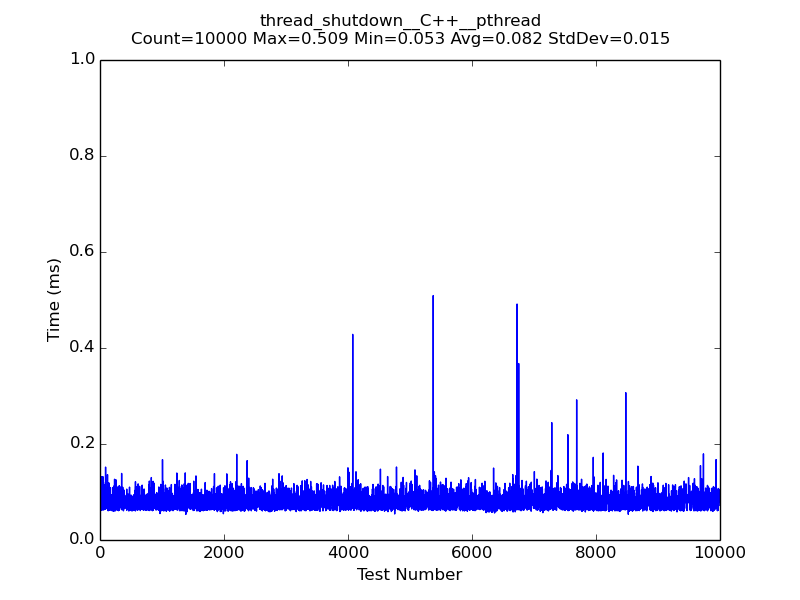 thread_shutdown__C++__pthread
Count=10000 Max=0.509 Min=0.053 Avg=0.082 StdDev=0.015
1.0
0.8
0.6
0.4
0.2
0.0
Time (ms)
0 2000 4000 6000 8000 10000
Test Number